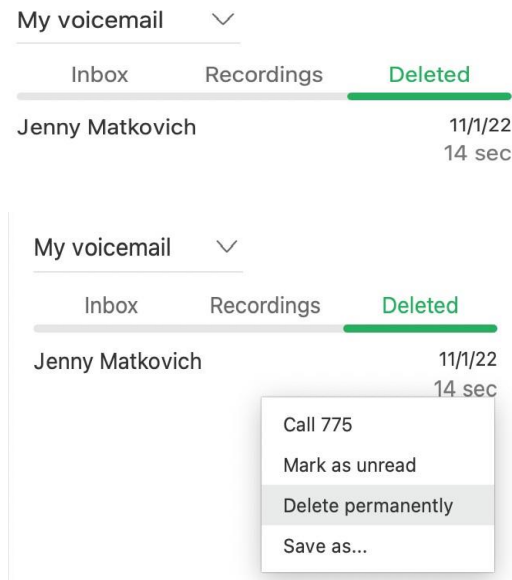 My voicemail
Inbox Recordings Deleted
Jenny Matkovich 11/1/22
14 sec
My voicemail
Inbox Recordings Deleted
Jenny Matkovich 11/1/22
14 sec
Call 775
Mark as unread
Delete permanently
Save as...